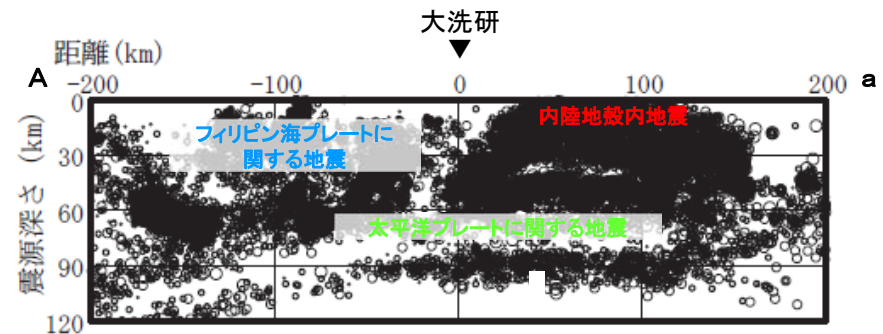 大洗研
▼
距離(km)
A -200 -100 0 100 200 a
0
30
60
90
120
震源深さ (km)
内陸地殻内地震
フィリピン海プレートに
関する地震
太平洋プレートに関する地震